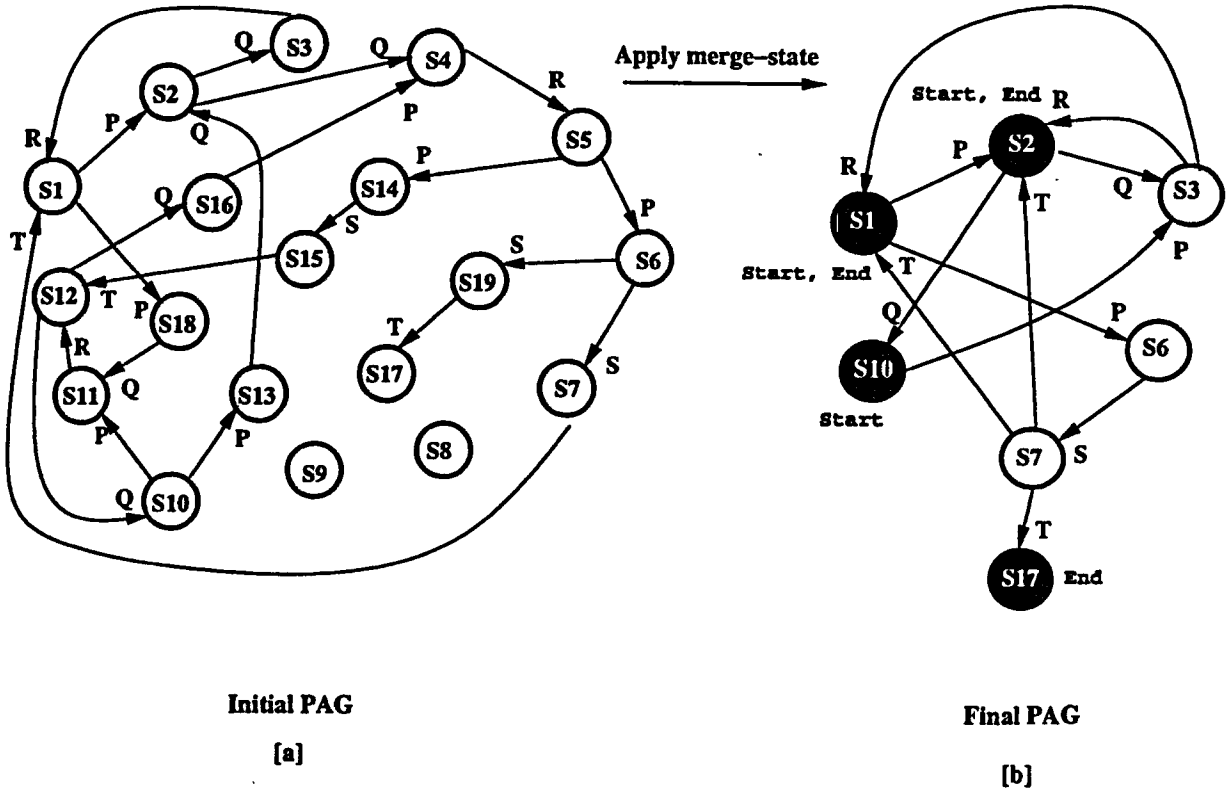 S3
Q
Q
S4
Apply merge–state
R
S2
Start, End
R
P
Q
P
S5
S2
R
P
R
Q
S3
S1
Q
S16
S14
P
P
S1
T
P
T
S
S
S6
Start, End
T
S15
S19
S12
T
P
S18
Q
P
S6
R
T
S10
S11
Q
S17
S
S7
Start
S13
P
P
S8
S7
S
S9
Q
S10
T
S17
End
Initial PAG
Final PAG
[a]
[b]